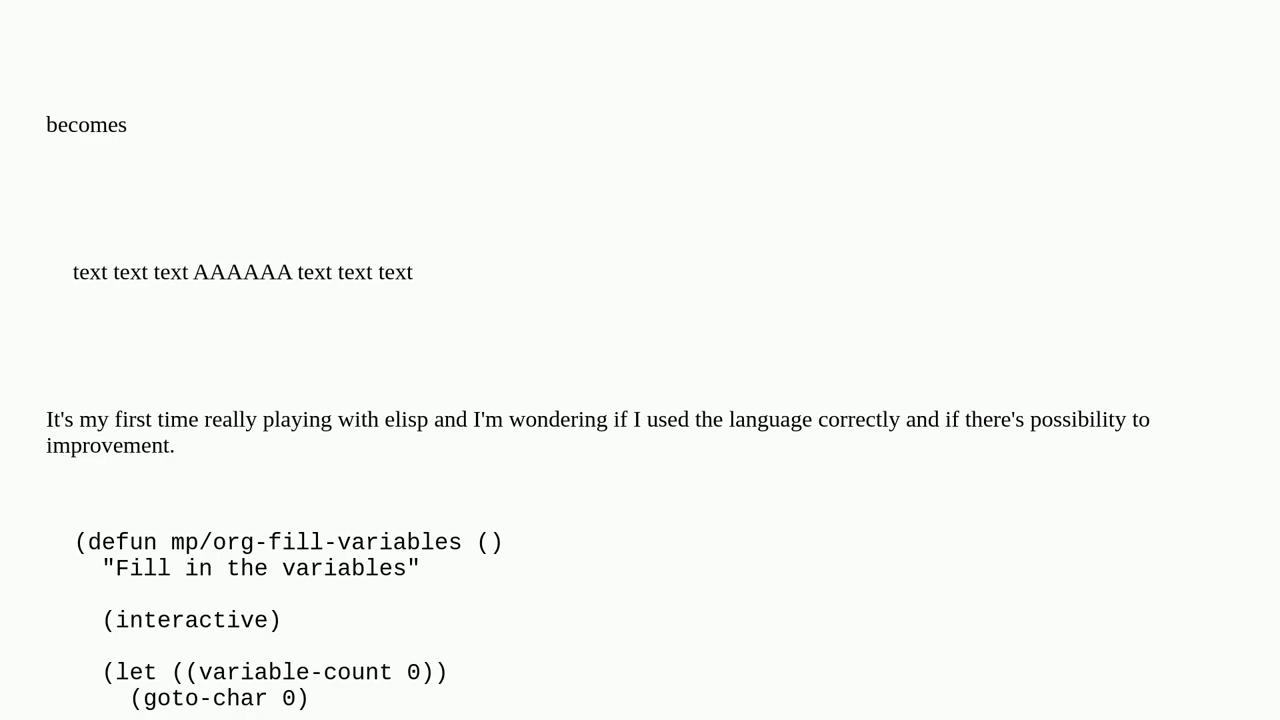 becomes
text text text AAAAAA text text text
It's my first time really playing with elisp and I'm wondering if I used the language correctly and if there's possibility to
improvement.
(defun mp/org-fill-variables ()
"Fill in the variables"
(interactive)
(let ((variable-count 0))
(goto-char 0)